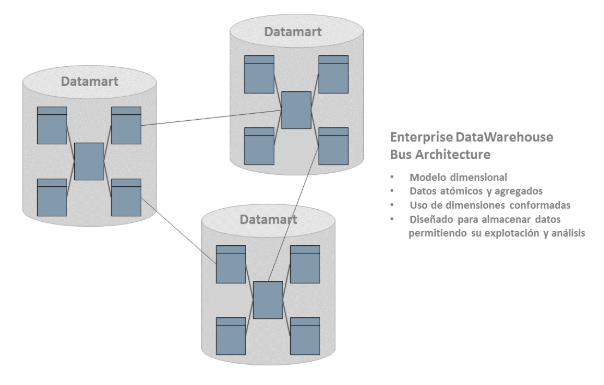 Datamart
Datamart
Datamart
Enterprise DataWarehouse
Bus Architecture
• Modelo dimensional
• Datos atómicos y agregados
• Uso de dimensiones conformadas
• Diseñado para almacenar datos
permitiendo su explotación y análisis